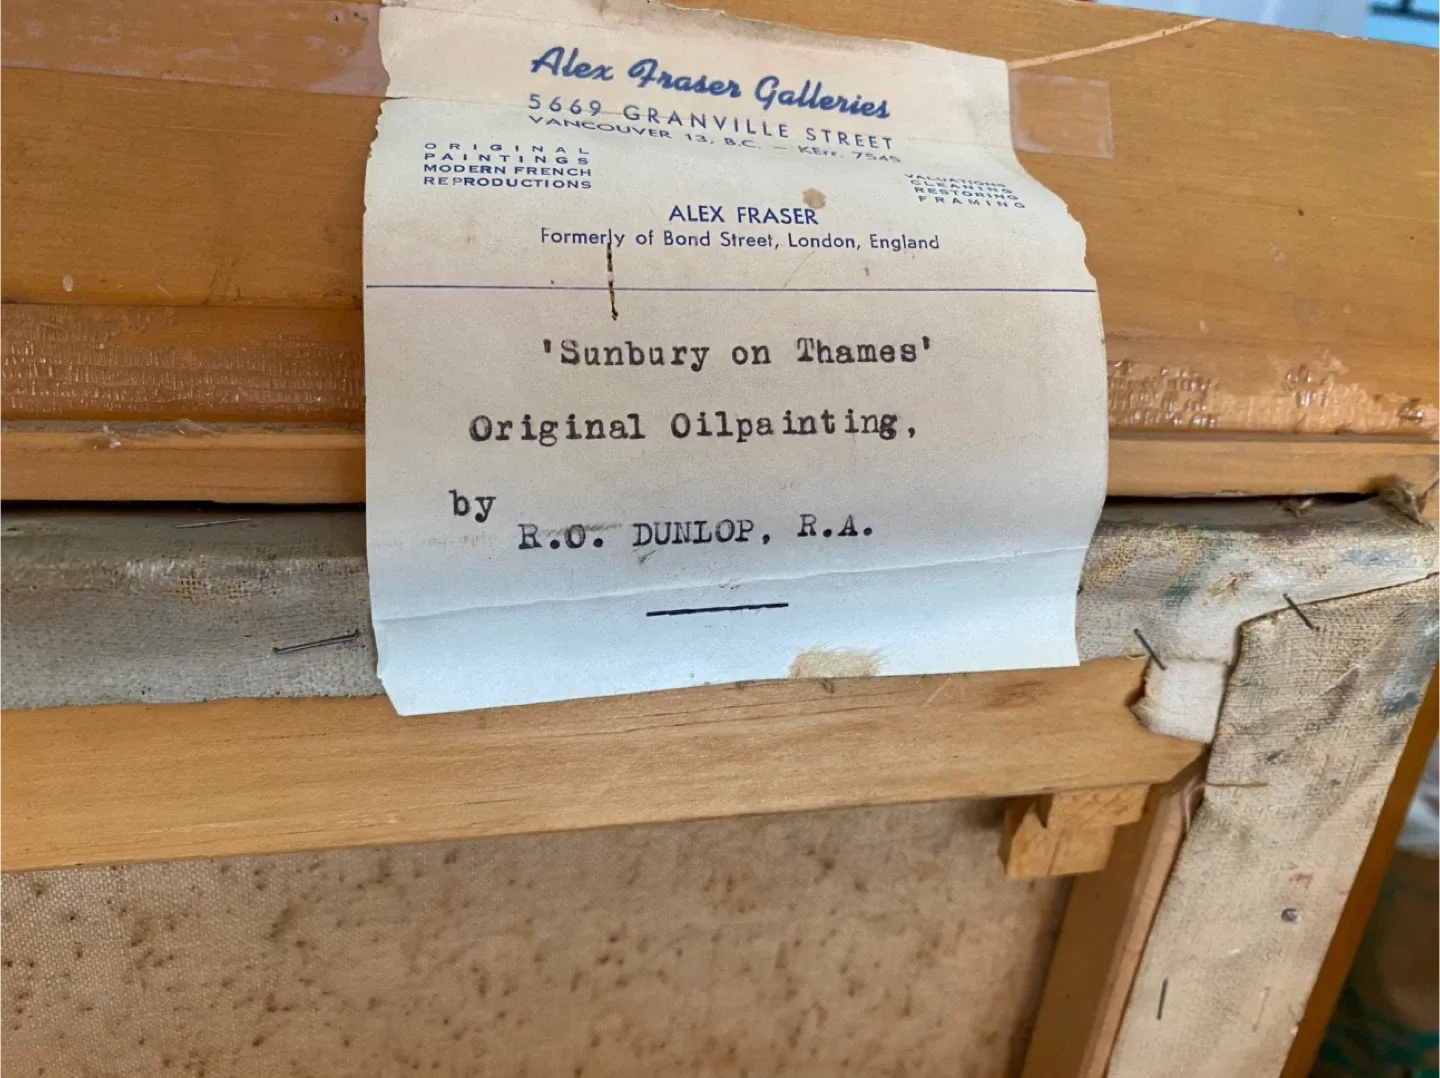 Alex Fraser Galleries
5669 GRANVILLE STREET
VANCOUVER 13, B.C. — KErr. 7545
ORIGINAL
PAINTINGS
MODERN FRENCH
REPRODUCTIONS
VALUATIONS
CLEANING
RESTORING
FRAMING
ALEX FRASER
Formerly of Bond Street, London, England
'Sunbury on Thames'
Original Oilpainting,
by
R.O. DUNLOP, R.A.